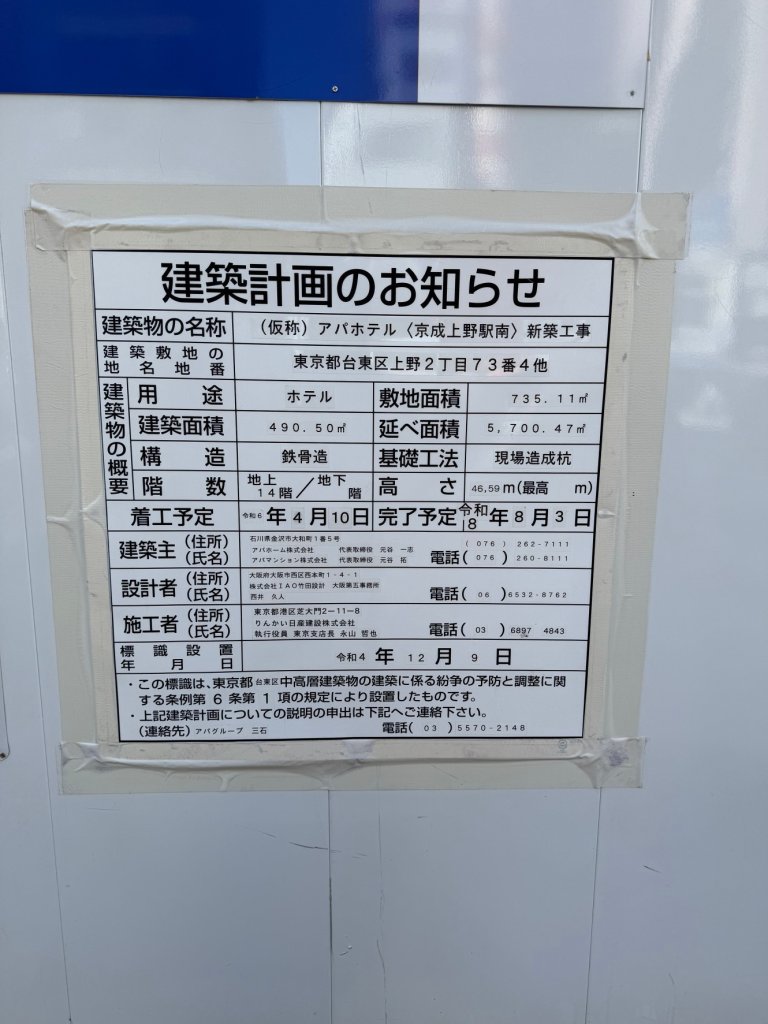 建築計画のお知らせ
建築物の名称 （仮称）アパホテル〈京成上野駅南〉新築工事
建築敷地の地名地番 東京都台東区上野２丁目７３番４他
建築物の概要
用途 ホテル 敷地面積 735.11㎡
建築面積 490.50㎡ 延べ面積 5,700.47㎡
構造 鉄骨造 基礎工法 現場造成杭
階数 地上14階／地下 階 高さ 46,59m(最高 m)
着工予定 令和6年4月10日 完了予定 令和8年8月3日
建築主（住所）（氏名）
石川県金沢市大和町１番５号
アパホーム株式会社 代表取締役 元谷 一志
アパマンション株式会社 代表取締役 元谷 拓
電話（076）262-7111
（076）260-8111
設計者（住所）（氏名）
大阪府大阪市西区西本町１-４-１
株式会社ＩＡＯ竹田設計 大阪第五事務所
西井 久人
電話（06）6532-8762
施工者（住所）（氏名）
東京都港区芝大門2-11-8
りんかい日産建設株式会社
執行役員 東京支店長 永山 哲也
電話（03）6897 4843
標識設置年月日 令和4年12月9日
・この標識は、東京都台東区中高層建築物の建築に係る紛争の予防と調整に関
する条例第６条第１項の規定により設置したものです。
・上記建築計画についての説明の申出は下記へご連絡下さい。
（連絡先）アパグループ 三石 電話（03）5570-2148